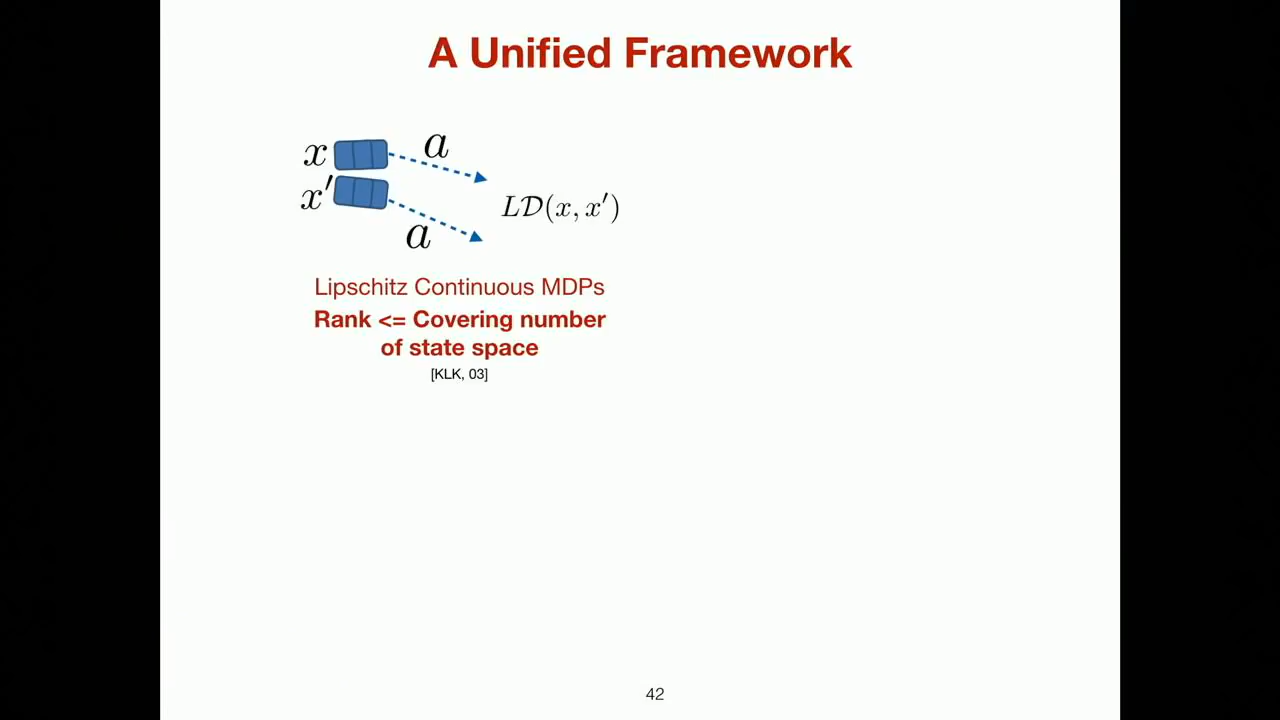 A Unified Framework
x
a
x′
LD(x, x′)
a
Lipschitz Continuous MDPs
Rank <= Covering number
of state space
[KLK, 03]
42